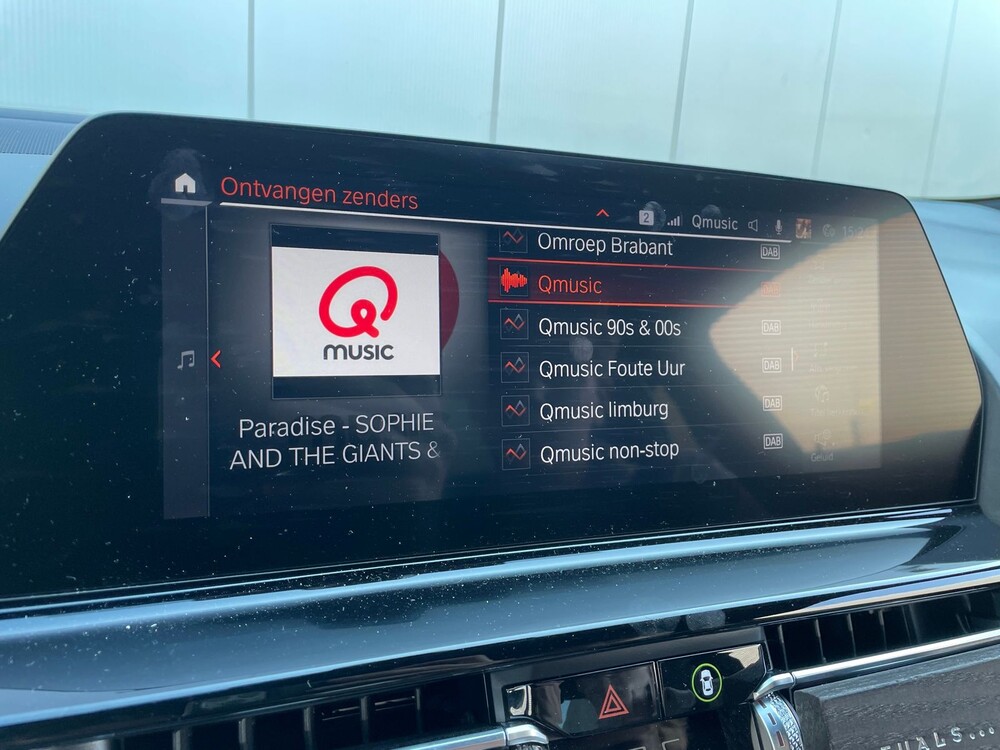 Ontvangen zenders
2 Qmusic
Q
MUSIC
Paradise - SOPHIE
AND THE GIANTS &
Omroep Brabant DAB
Qmusic
Qmusic 90s & 00s DAB
Qmusic Foute Uur DAB
Qmusic limburg DAB
Qmusic non-stop DAB
Geluid